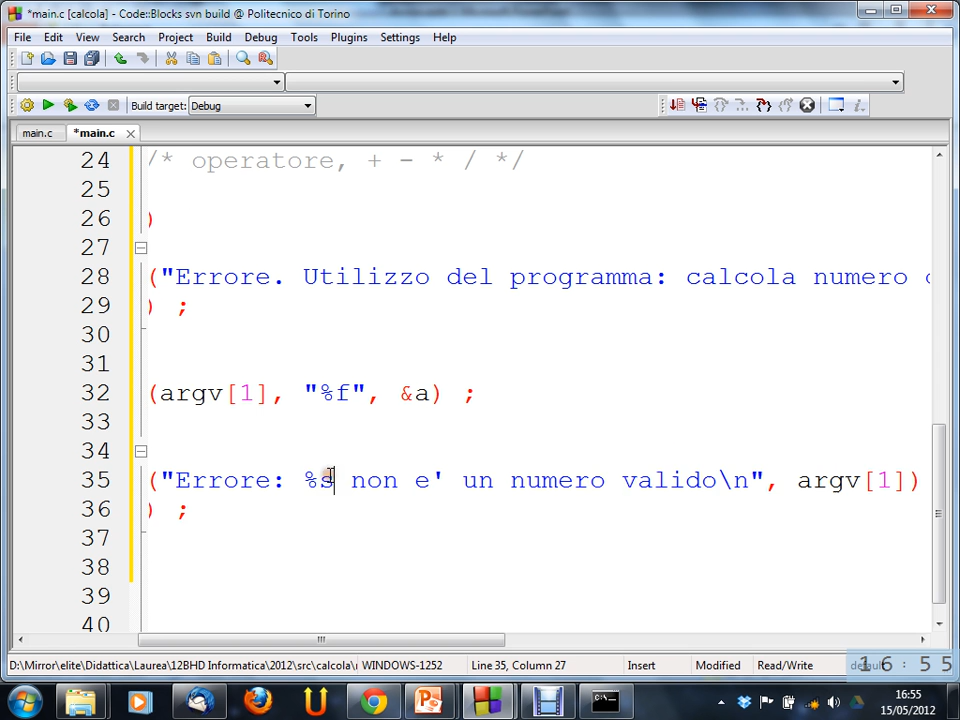 *main.c [calcola] - Code::Blocks svn build @ Politecnico di Torino
File Edit View Search Project Build Debug Tools Plugins Settings Help
Build target: Debug
main.c *main.c
24 /* operatore, + - * / */
25
26 )
27
28 ("Errore. Utilizzo del programma: calcola numero
29 ) ;
30
31
32 (argv[1], "%f", &a) ;
33
34
35 ("Errore: %s non e' un numero valido\n", argv[1])
36 ) ;
37
38
39
40
D:\Mirror\elite\Didattica\Laurea\12BHD Informatica\2012\src\calcola\ WINDOWS-1252 Line 35, Column 27 Insert Modified Read/Write 16:55
16:55
15/05/2012